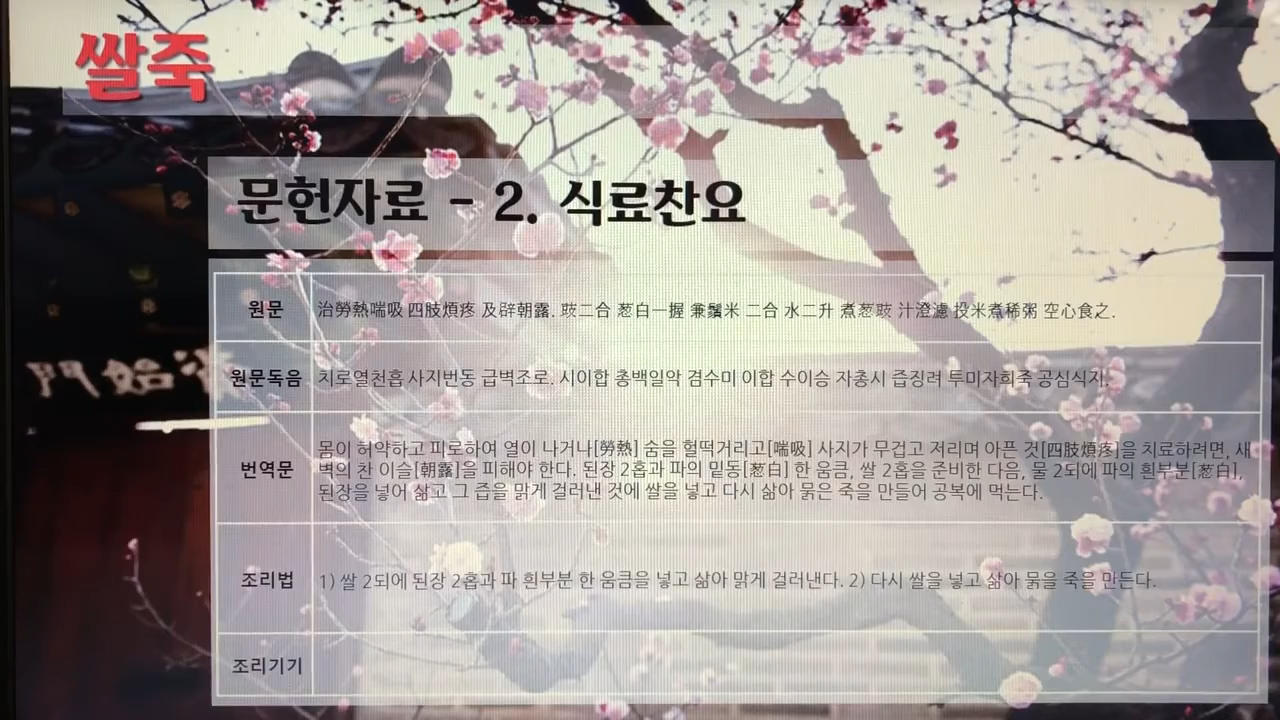 쌀죽
문헌자료 - 2. 식료찬요
원문 治勞熱喘吸 四肢煩疼 及辟朝露. 豉二合 葱白一握 兼鬚米 二合 水二升 煮葱豉 汁澄濾 投米煮稀粥 空心食之.
원문독음 지로열천흡 사지번동 급벽조로. 시이합 총백일악 겸수미 이합 수이승 자총시 즙징려 투미자희죽 공심식지.
번역문 몸이 허약하고 피로하여 열이 나거나[勞熱] 숨을 헐떡거리고[喘吸] 사지가 무겁고 저리며 아픈 것[四肢煩疼]을 치료하려면, 새
벽의 찬 이슬[朝露]을 피해야 한다. 된장 2홉과 파의 밑동[葱白] 한 움큼, 쌀 2홉을 준비한 다음, 물 2되에 파의 흰부분[葱白],
된장을 넣어 삶고 그 즙을 맑게 걸러낸 것에 쌀을 넣고 다시 삶아 묽은 죽을 만들어 공복에 먹는다.
조리법 1) 쌀 2되에 된장 2홉과 파 흰부분 한 움큼을 넣고 삶아 맑게 걸러낸다. 2) 다시 쌀을 넣고 삶아 묽을 죽을 만든다.
조리기기
門始